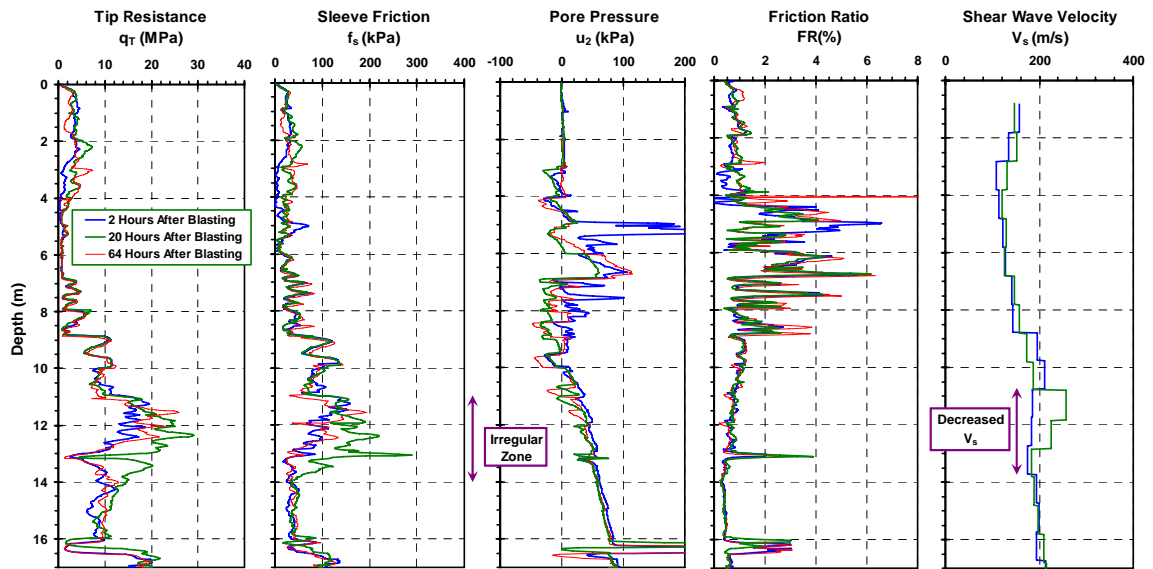 Tip Resistance
qT (MPa)
Sleeve Friction
fs (kPa)
Pore Pressure
u2 (kPa)
Friction Ratio
FR(%)
Shear Wave Velocity
Vs (m/s)
0 10 20 30 40
0 100 200 300 400
-100 0 100 200
0 2 4 6 8
0 200 400
0
2
4
6
8
10
12
14
16
Depth (m)
2 Hours After Blasting
20 Hours After Blasting
64 Hours After Blasting
Irregular
Zone
Decreased
Vs